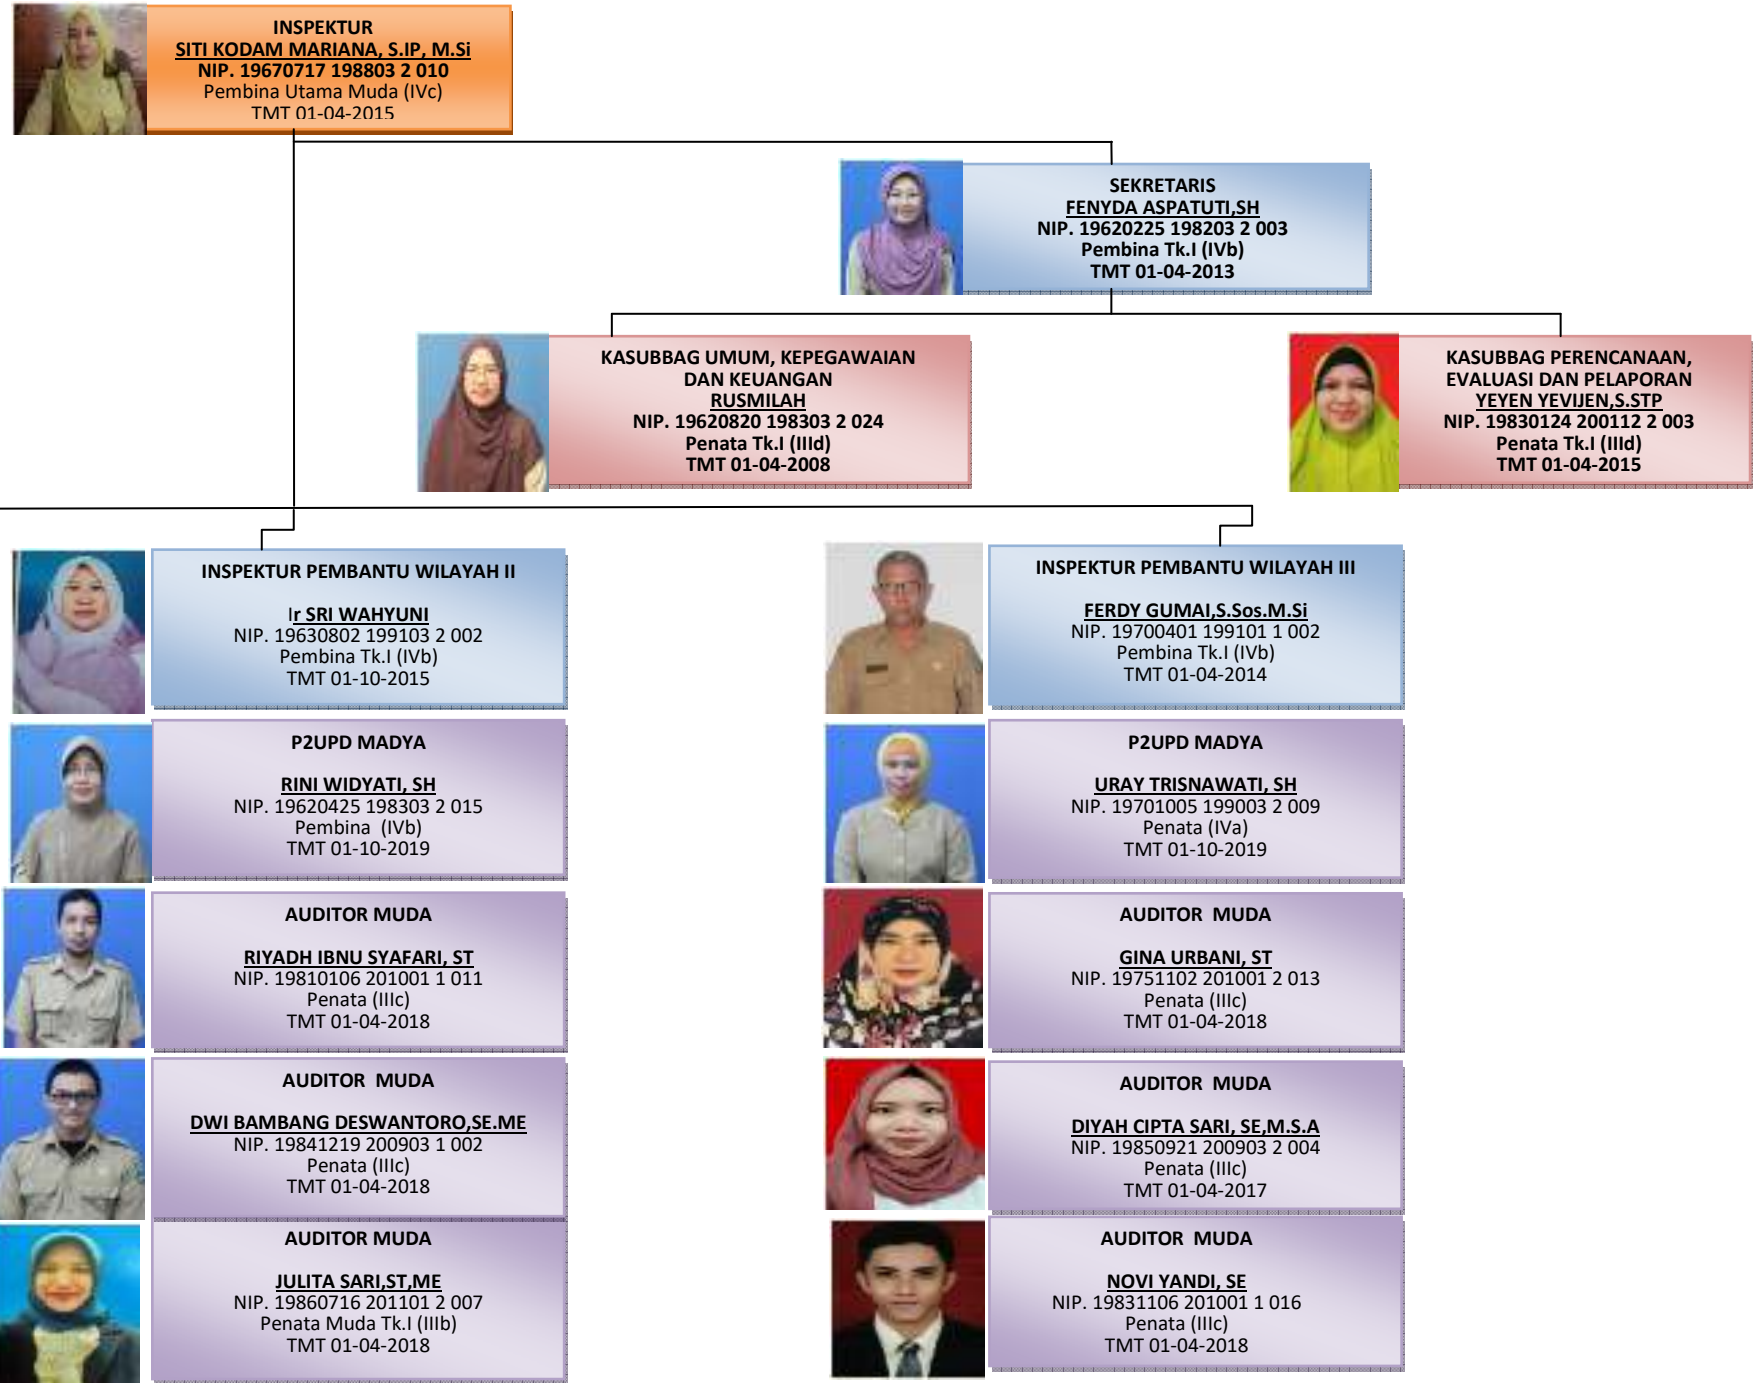 INSPEKTUR
SITI KODAM MARIANA, S.IP, M.Si
NIP. 19670717 198803 2 010
Pembina Utama Muda (IVc)
TMT 01-04-2015
SEKRETARIS
FENYDA ASPATUTI,SH
NIP. 19620225 198203 2 003
Pembina Tk.I (IVb)
TMT 01-04-2013
KASUBBAG UMUM, KEPEGAWAIAN
DAN KEUANGAN
RUSMILAH
NIP. 19620820 198303 2 024
Penata Tk.I (IIId)
TMT 01-04-2008
KASUBBAG PERENCANAAN,
EVALUASI DAN PELAPORAN
YEYEN YEVIJEN,S.STP
NIP. 19830124 200112 2 003
Penata Tk.I (IIId)
TMT 01-04-2015
INSPEKTUR PEMBANTU WILAYAH II
Ir SRI WAHYUNI
NIP. 19630802 199103 2 002
Pembina Tk.I (IVb)
TMT 01-10-2015
P2UPD MADYA
RINI WIDYATI, SH
NIP. 19620425 198303 2 015
Pembina  (IVb)
TMT 01-10-2019
AUDITOR MUDA
RIYADH IBNU SYAFARI, ST
NIP. 19810106 201001 1 011
Penata (IIIc)
TMT 01-04-2018
AUDITOR  MUDA
DWI BAMBANG DESWANTORO,SE.ME
NIP. 19841219 200903 1 002
Penata (IIIc)
TMT 01-04-2018
AUDITOR MUDA
JULITA SARI,ST,ME
NIP. 19860716 201101 2 007
Penata Muda Tk.I (IIIb)
TMT 01-04-2018
INSPEKTUR PEMBANTU WILAYAH III
FERDY GUMAI,S.Sos.M.Si
NIP. 19700401 199101 1 002
Pembina Tk.I (IVb)
TMT 01-04-2014
P2UPD MADYA
URAY TRISNAWATI, SH
NIP. 19701005 199003 2 009
Penata (IVa)
TMT 01-10-2019
AUDITOR  MUDA
GINA URBANI, ST
NIP. 19751102 201001 2 013
Penata (IIIc)
TMT 01-04-2018
AUDITOR  MUDA
DIYAH CIPTA SARI, SE,M.S.A
NIP. 19850921 200903 2 004
Penata (IIIc)
TMT 01-04-2017
AUDITOR  MUDA
NOVI YANDI, SE
NIP. 19831106 201001 1 016
Penata (IIIc)
TMT 01-04-2018